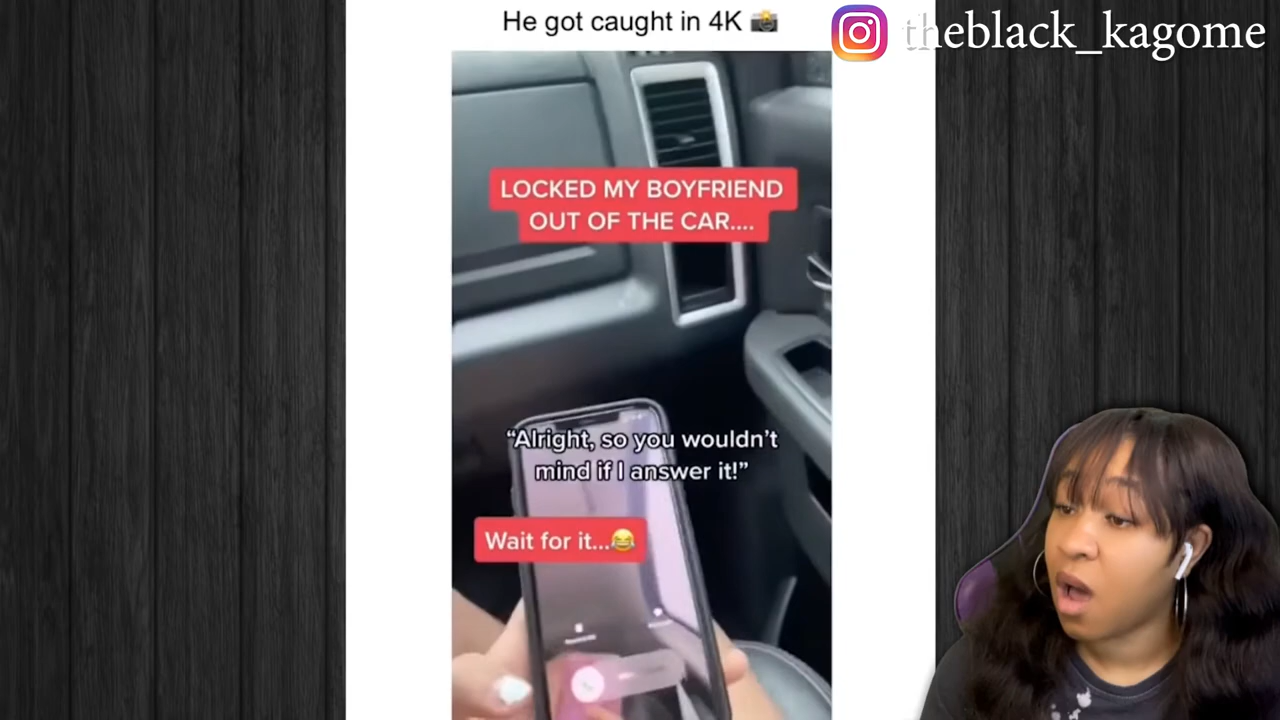 He got caught in 4K 📸
theblack_kagome
LOCKED MY BOYFRIEND
OUT OF THE CAR....
“Alright, so you wouldn’t
mind if I answer it!”
Wait for it...😂